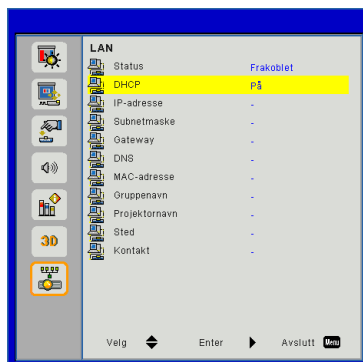 LAN
Status Frakoblet
DHCP På
IP-adresse -
Subnetmaske -
Gateway -
DNS -
MAC-adresse -
Gruppenavn -
Projektornavn -
Sted -
Kontakt -
3D
Velg Enter Avslutt Menu